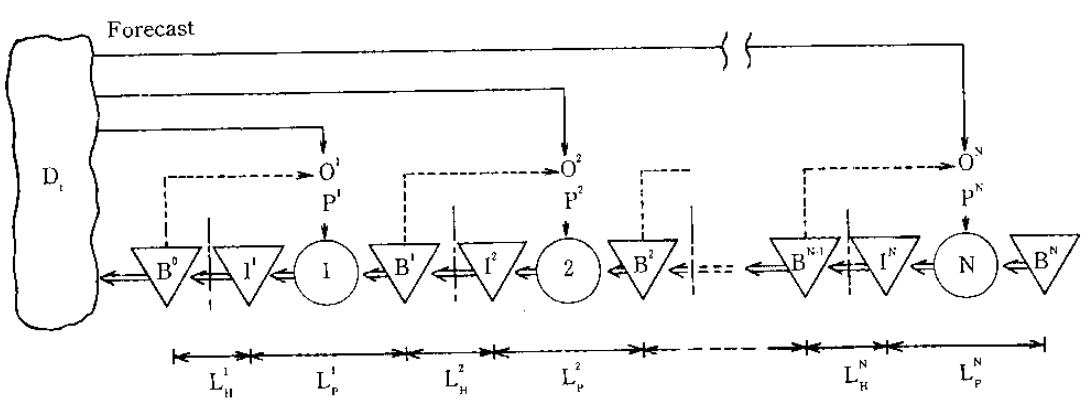 Forecast
D_t
O^1
O^2
O^N
P^1
P^2
P^N
B^0
I^1
1
B^1
I^2
2
B^2
B^{N-1}
I^N
N
B^N
L_H^1
L_P^1
L_H^2
L_P^2
L_H^N
L_P^N